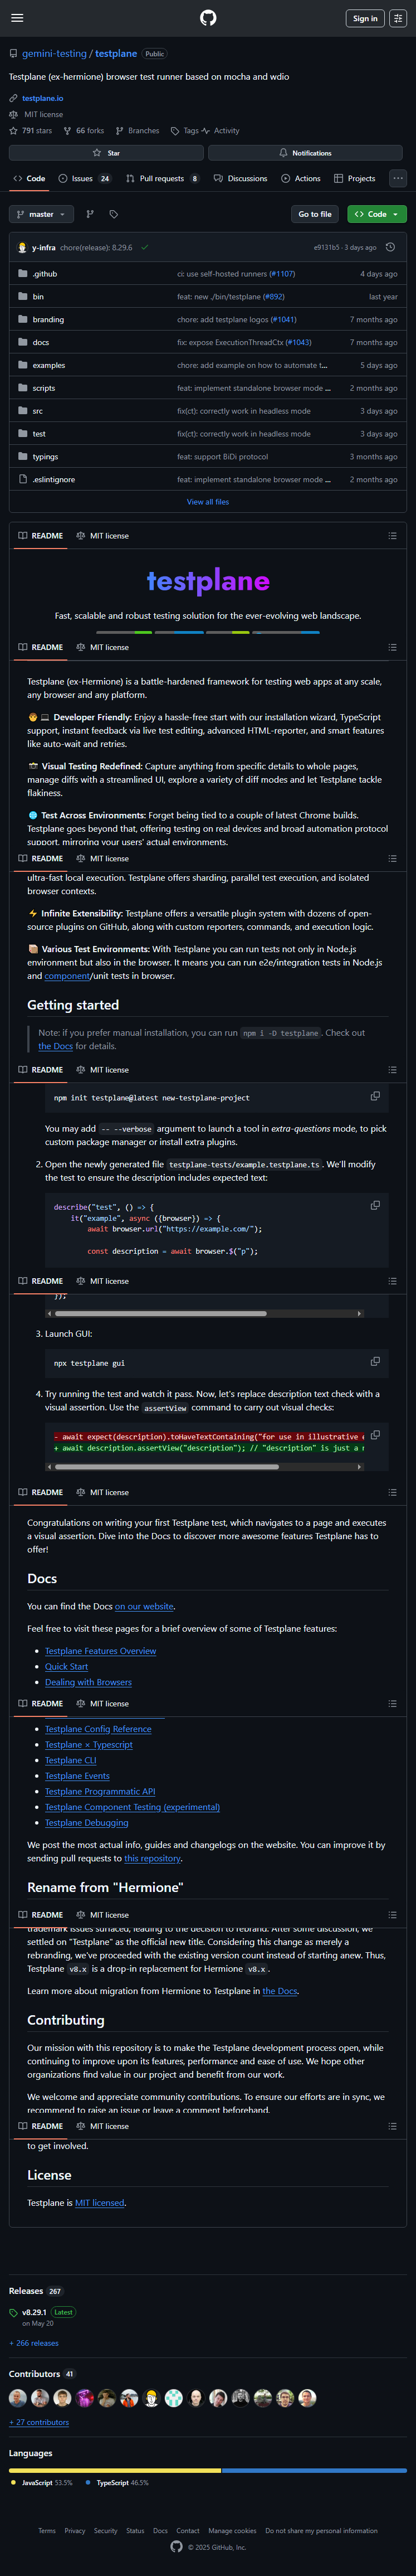 Sign in
gemini-testing / testplane Public
Testplane (ex-hermione) browser test runner based on mocha and wdio
testplane.io
MIT license
791 stars 66 forks Branches Tags Activity
Star Notifications
Code Issues 24 Pull requests 8 Discussions Actions Projects
master Go to file Code
y-infra chore(release): 8.29.6 e9131b5 · 3 days ago
.github ci: use self-hosted runners (#1107) 4 days ago
bin feat: new ./bin/testplane (#892) last year
branding chore: add testplane logos (#1041) 7 months ago
docs fix: expose ExecutionThreadCtx (#1043) 7 months ago
examples chore: add example on how to automate t... 5 days ago
scripts feat: implement standalone browser mode ... 2 months ago
src fix(ct): correctly work in headless mode 3 days ago
test fix(ct): correctly work in headless mode 3 days ago
typings feat: support BiDi protocol 3 months ago
.eslintignore feat: implement standalone browser mode ... 2 months ago
View all files
README MIT license
testplane
Fast, scalable and robust testing solution for the ever-evolving web landscape.
README MIT license
Testplane (ex-Hermione) is a battle-hardened framework for testing web apps at any scale,
any browser and any platform.
Developer Friendly: Enjoy a hassle-free start with our installation wizard, TypeScript
support, instant feedback via live test editing, advanced HTML-reporter, and smart features
like auto-wait and retries.
Visual Testing Redefined: Capture anything from specific details to whole pages,
manage diffs with a streamlined UI, explore a variety of diff modes and let Testplane tackle
flakiness.
Test Across Environments: Forget being tied to a couple of latest Chrome builds.
Testplane goes beyond that, offering testing on real devices and broad automation protocol
support, mirroring your users' actual environments.
README MIT license
ultra-fast local execution. Testplane offers sharding, parallel test execution, and isolated
browser contexts.
Infinite Extensibility: Testplane offers a versatile plugin system with dozens of open-
source plugins on GitHub, along with custom reporters, commands, and execution logic.
Various Test Environments: With Testplane you can run tests not only in Node.js
environment but also in the browser. It means you can run e2e/integration tests in Node.js
and component/unit tests in browser.
Getting started
Note: if you prefer manual installation, you can run npm i -D testplane. Check out
the Docs for details.
README MIT license
npm init testplane@latest new-testplane-project
You may add -- --verbose argument to launch a tool in extra-questions mode, to pick
custom package manager or install extra plugins.
2. Open the newly generated file testplane-tests/example.testplane.ts. We'll modify
the test to ensure the description includes expected text:
describe("test", () => {
it("example", async ({browser}) => {
await browser.url("https://example.com/");
const description = await browser.$("p");
README MIT license
});
3. Launch GUI:
npx testplane gui
4. Try running the test and watch it pass. Now, let's replace description text check with a
visual assertion. Use the assertView command to carry out visual checks:
- await expect(description).toHaveTextContaining("for use in illustrative
+ await description.assertView("description"); // "description" is just a
README MIT license
Congratulations on writing your first Testplane test, which navigates to a page and executes
a visual assertion. Dive into the Docs to discover more awesome features Testplane has to
offer!
Docs
You can find the Docs on our website.
Feel free to visit these pages for a brief overview of some of Testplane features:
Testplane Features Overview
Quick Start
Dealing with Browsers
README MIT license
Testplane Config Reference
Testplane × Typescript
Testplane CLI
Testplane Events
Testplane Programmatic API
Testplane Component Testing (experimental)
Testplane Debugging
We post the most actual info, guides and changelogs on the website. You can improve it by
sending pull requests to this repository.
Rename from "Hermione"
README MIT license
trademark issues surfaced, leading to the decision to rebrand. After some discussion, we
settled on "Testplane" as the official new title. Considering this change as merely a
rebranding, we've proceeded with the existing version count instead of starting anew. Thus,
Testplane v8.x is a drop-in replacement for Hermione v8.x.
Learn more about migration from Hermione to Testplane in the Docs.
Contributing
Our mission with this repository is to make the Testplane development process open, while
continuing to improve upon its features, performance and ease of use. We hope other
organizations find value in our project and benefit from our work.
We welcome and appreciate community contributions. To ensure our efforts are in sync, we
recommend to raise an issue or leave a comment beforehand.
README MIT license
to get involved.
License
Testplane is MIT licensed.
Releases 267
v8.29.1 Latest
on May 20
+ 266 releases
Contributors 41
+ 27 contributors
Languages
JavaScript 53.5% TypeScript 46.5%
Terms Privacy Security Status Docs Contact Manage cookies Do not share my personal information
© 2025 GitHub, Inc.